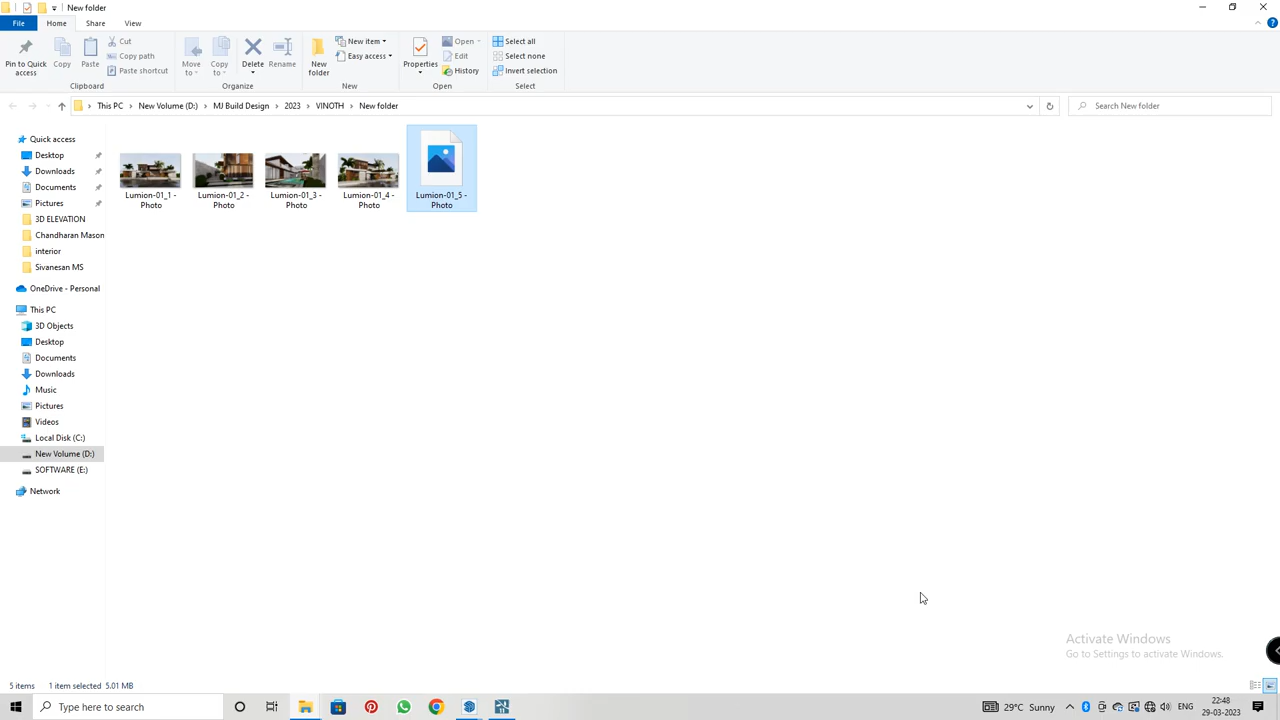 New folder
File Home Share View
Pin to Quick access
Copy
Paste
Cut
Copy path
Paste shortcut
Clipboard
Move to
Copy to
Delete
Rename
Organize
New folder
New item
Easy access
New
Properties
Open
Edit
History
Open
Select all
Select none
Invert selection
Select
This PC > New Volume (D:) > MJ Build Design > 2023 > VINOTH > New folder
Search New folder
Quick access
Desktop
Downloads
Documents
Pictures
3D ELEVATION
Chandharan Mason
interior
Sivanesan MS
OneDrive - Personal
This PC
3D Objects
Desktop
Documents
Downloads
Music
Pictures
Videos
Local Disk (C:)
New Volume (D:)
SOFTWARE (E:)
Network
Lumion-01_1 -
Photo
Lumion-01_2 -
Photo
Lumion-01_3 -
Photo
Lumion-01_4 -
Photo
Lumion-01_5 -
Photo
Activate Windows
Go to Settings to activate Windows.
5 items 1 item selected 5.01 MB
Type here to search
29°C Sunny
ENG
22:48
29-03-2023